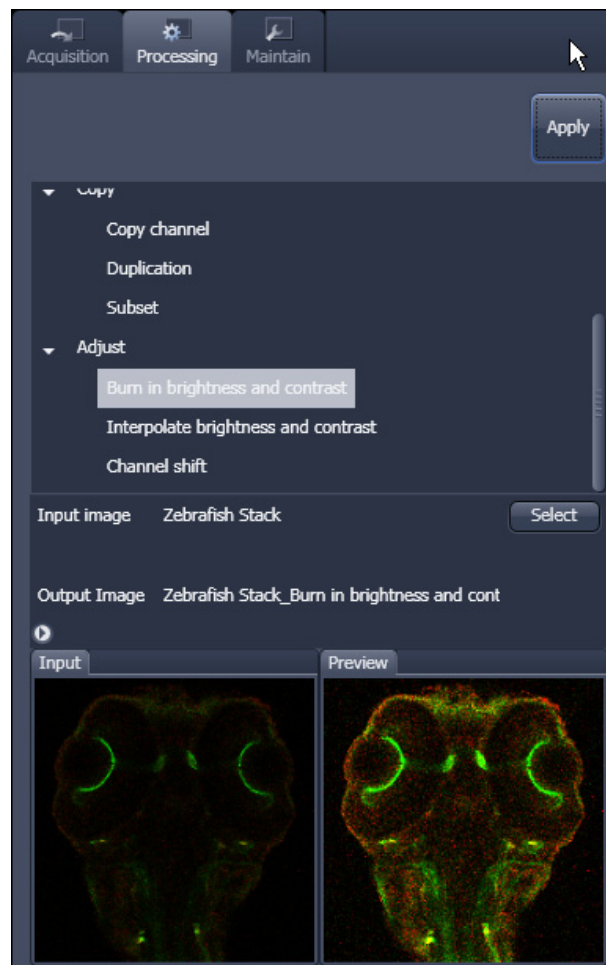 Acquisition Processing Maintain
Apply
Copy
Copy channel
Duplication
Subset
Adjust
Burn in brightness and contrast
Interpolate brightness and contrast
Channel shift
Input image Zebrafish Stack Select
Output Image Zebrafish Stack_Burn in brightness and cont
Input Preview